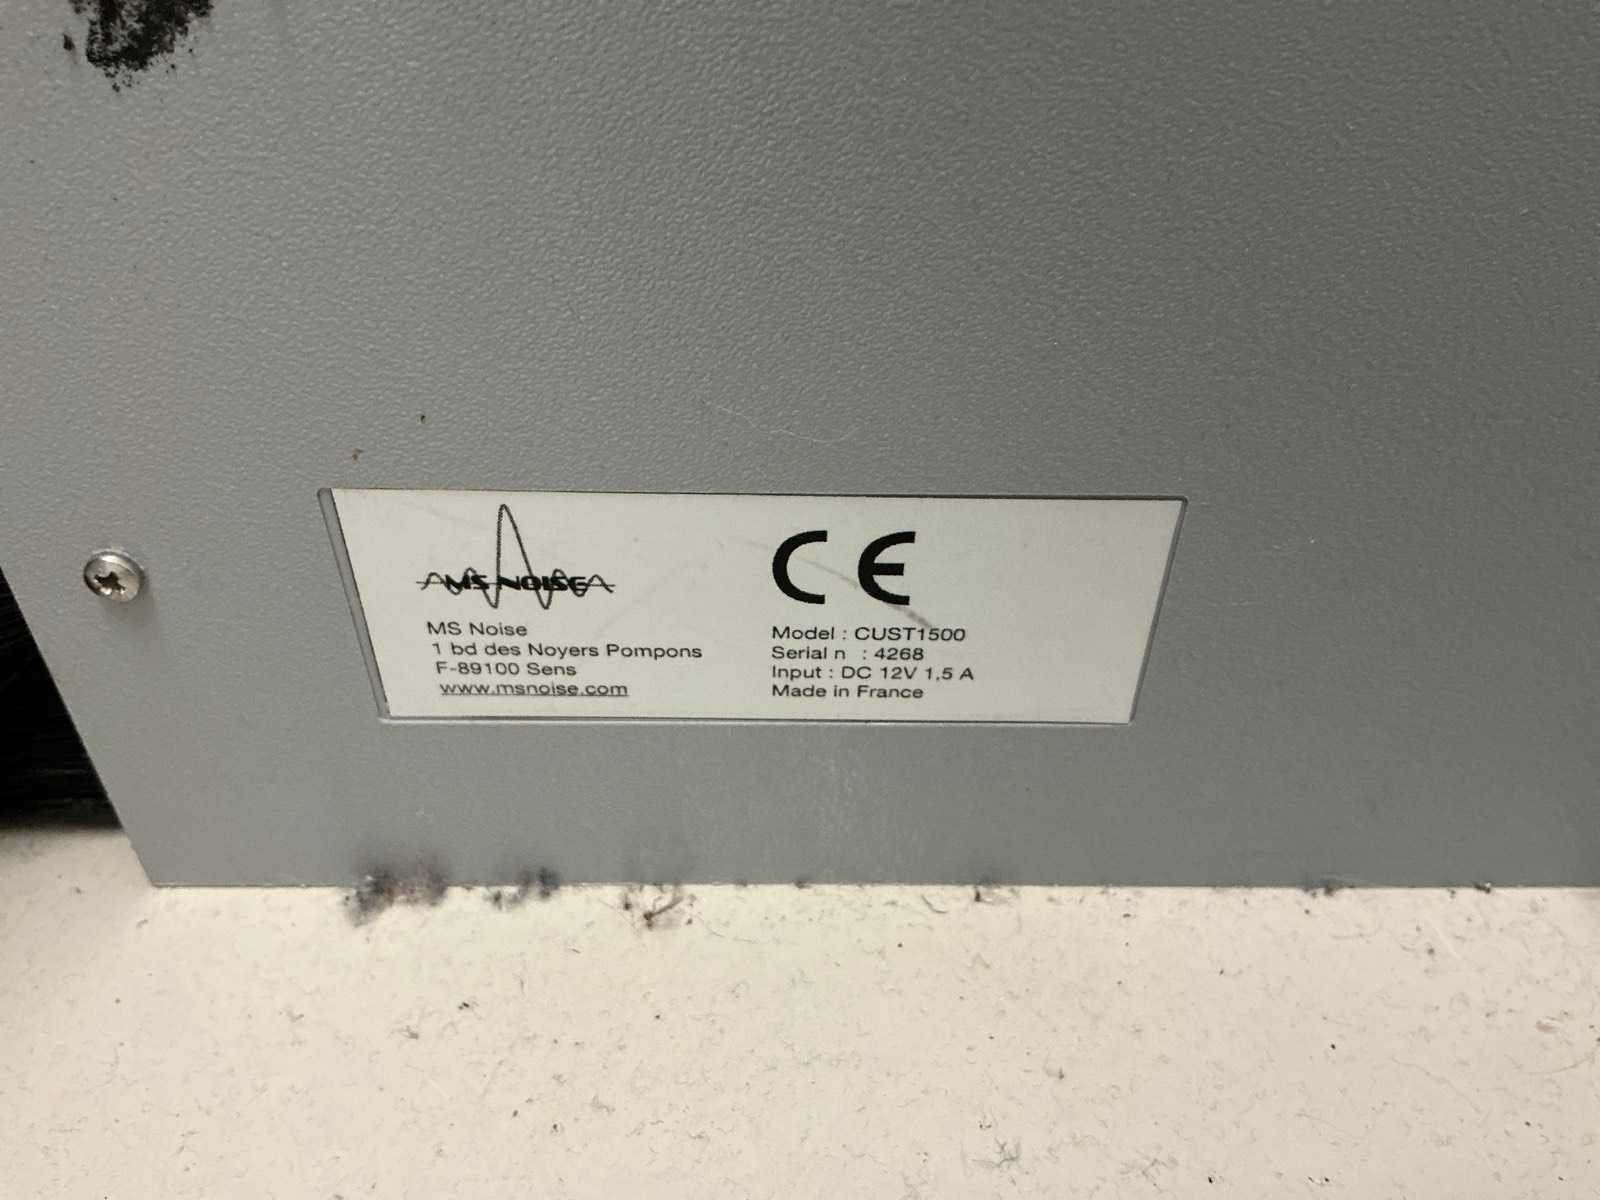 MS NOISE
MS Noise
1 bd des Noyers Pompons
F-89100 Sens
www.msnoise.com
CE
Model : CUST1500
Serial n : 4268
Input : DC 12V 1,5 A
Made in France